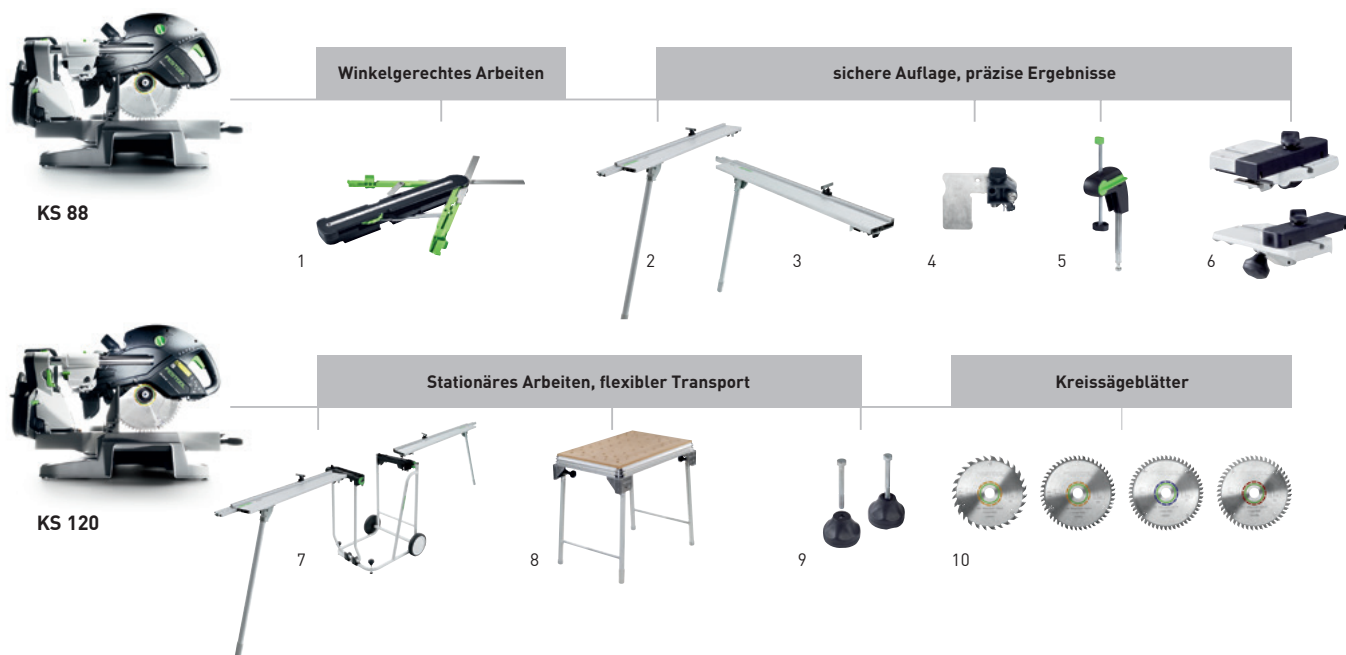 Winkelgerechtes Arbeiten
sichere Auflage, präzise Ergebnisse
KS 88
1
2
3
4
5
6
Stationäres Arbeiten, flexibler Transport
Kreissägeblätter
KS 120
7
8
9
10